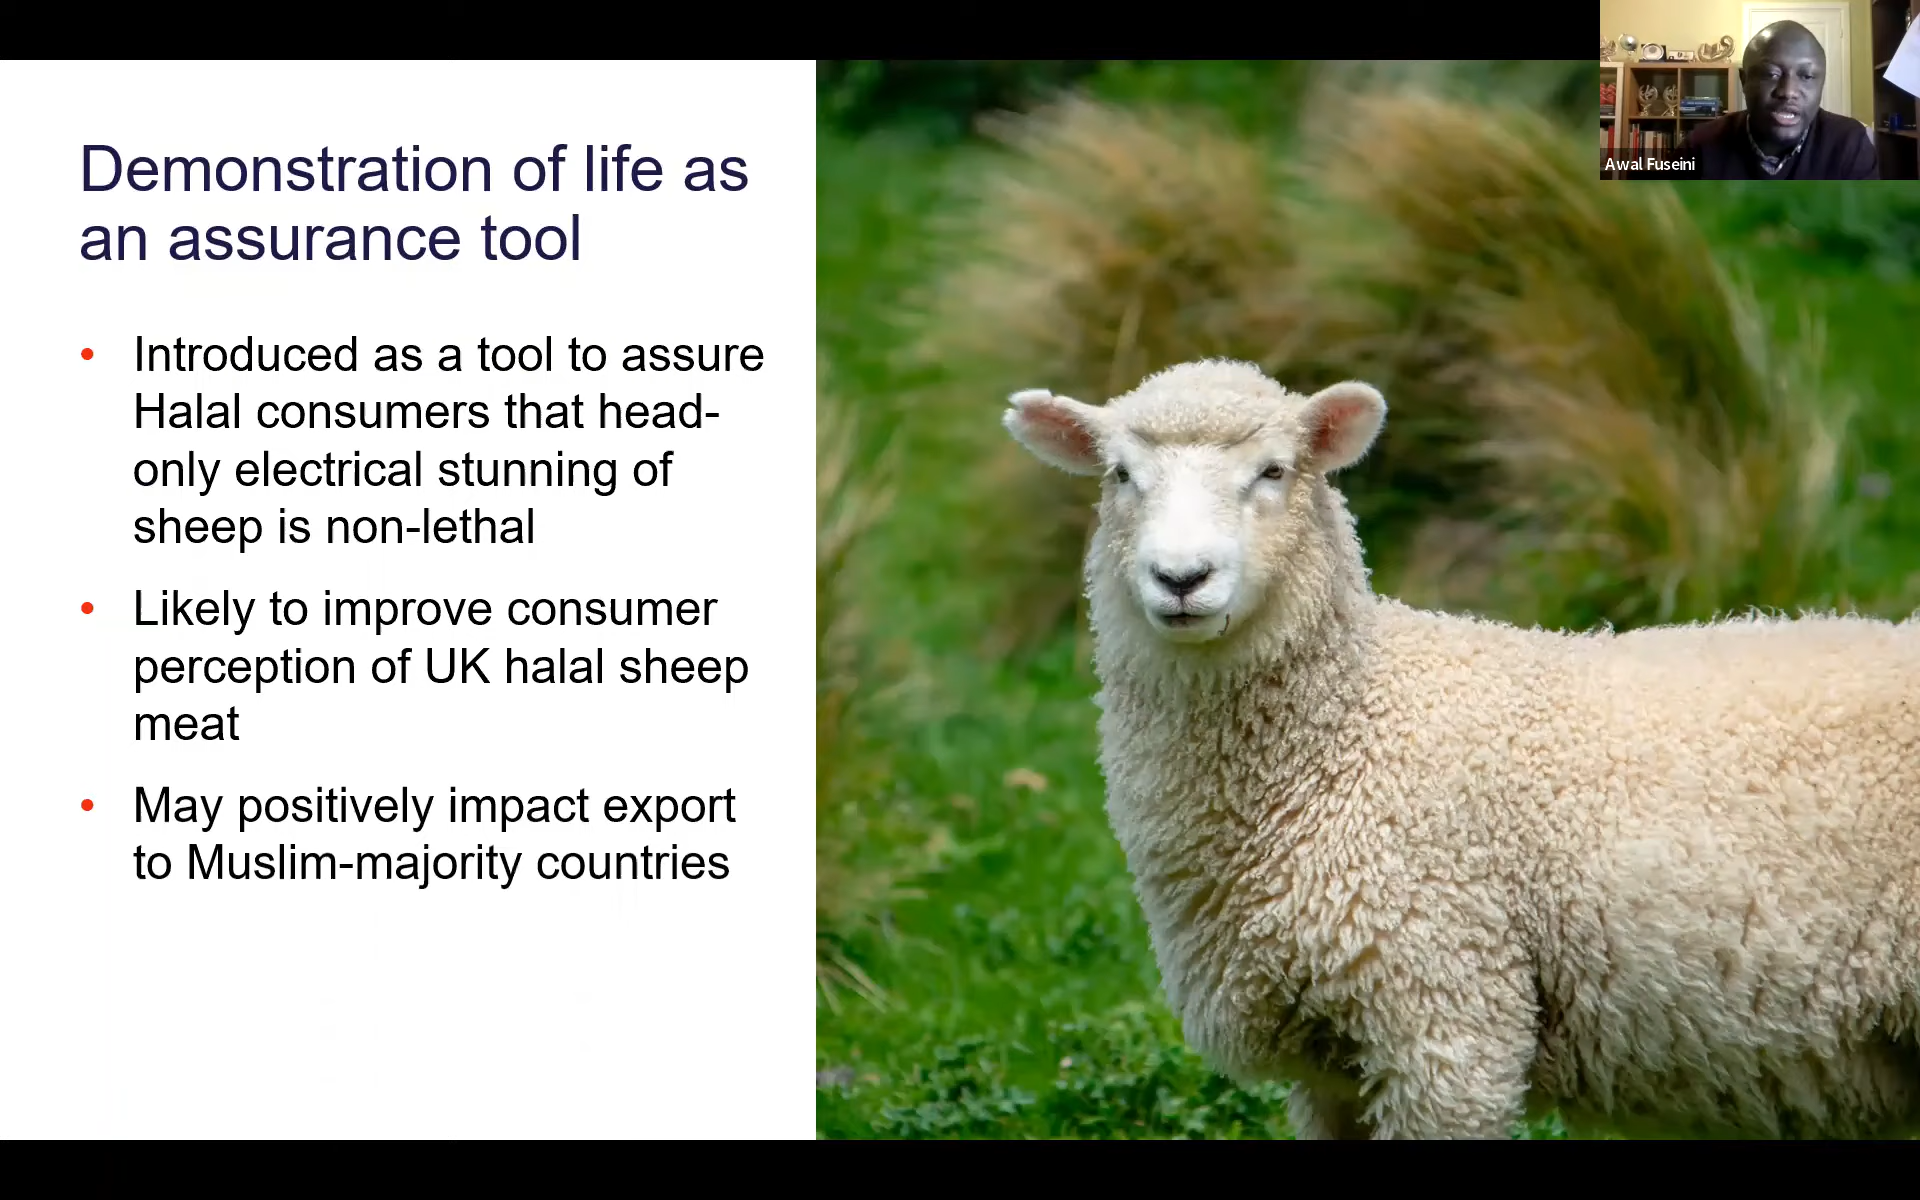 Demonstration of life as
an assurance tool
• Introduced as a tool to assure
Halal consumers that head-
only electrical stunning of
sheep is non-lethal
• Likely to improve consumer
perception of UK halal sheep
meat
• May positively impact export
to Muslim-majority countries
Awal Fuseini